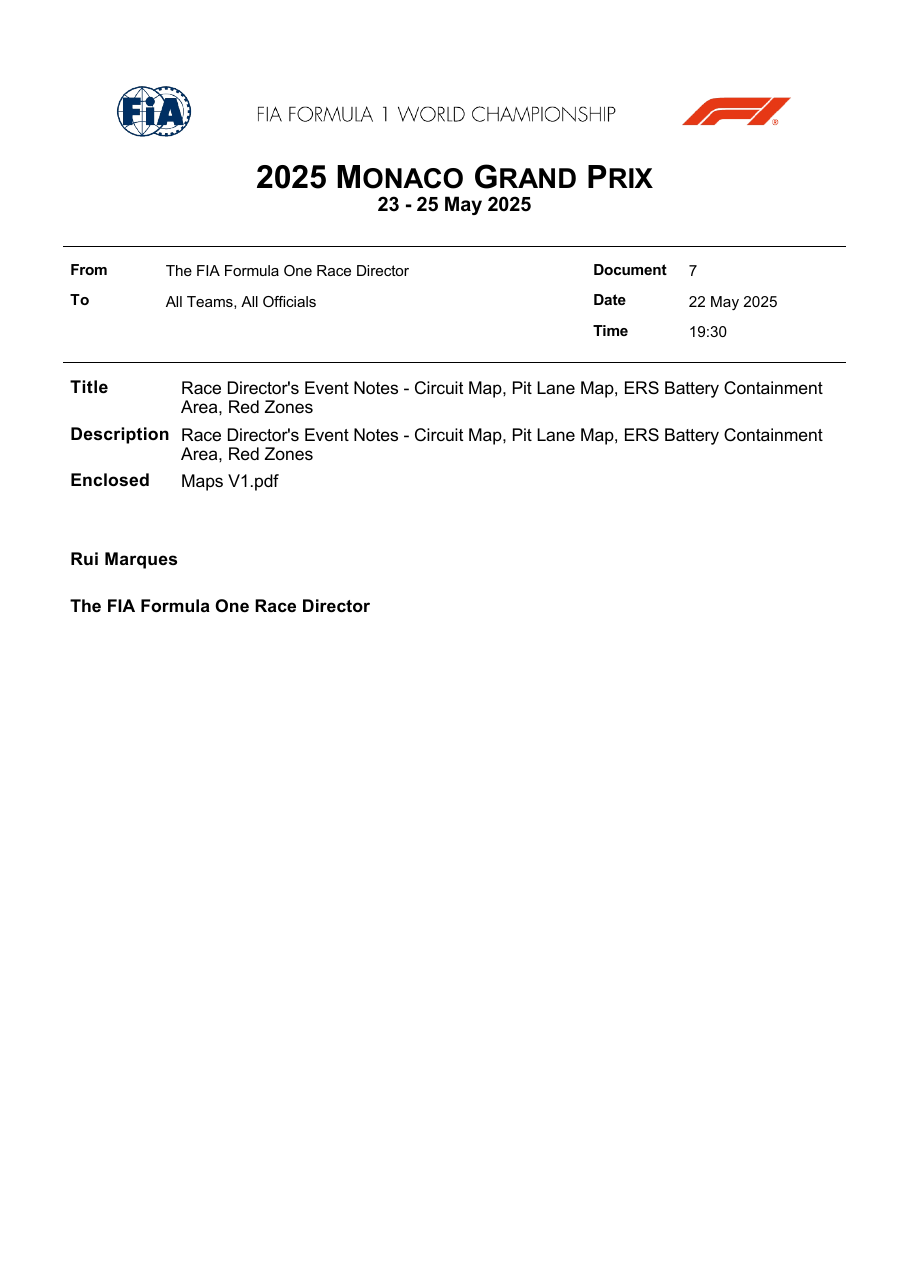 FiA
FIA FORMULA 1 WORLD CHAMPIONSHIP
F1®
2025 MONACO GRAND PRIX
23 - 25 May 2025
From The FIA Formula One Race Director Document 7
To All Teams, All Officials Date 22 May 2025
Time 19:30
Title Race Director's Event Notes - Circuit Map, Pit Lane Map, ERS Battery Containment
Area, Red Zones
Description Race Director's Event Notes - Circuit Map, Pit Lane Map, ERS Battery Containment
Area, Red Zones
Enclosed Maps V1.pdf
Rui Marques
The FIA Formula One Race Director